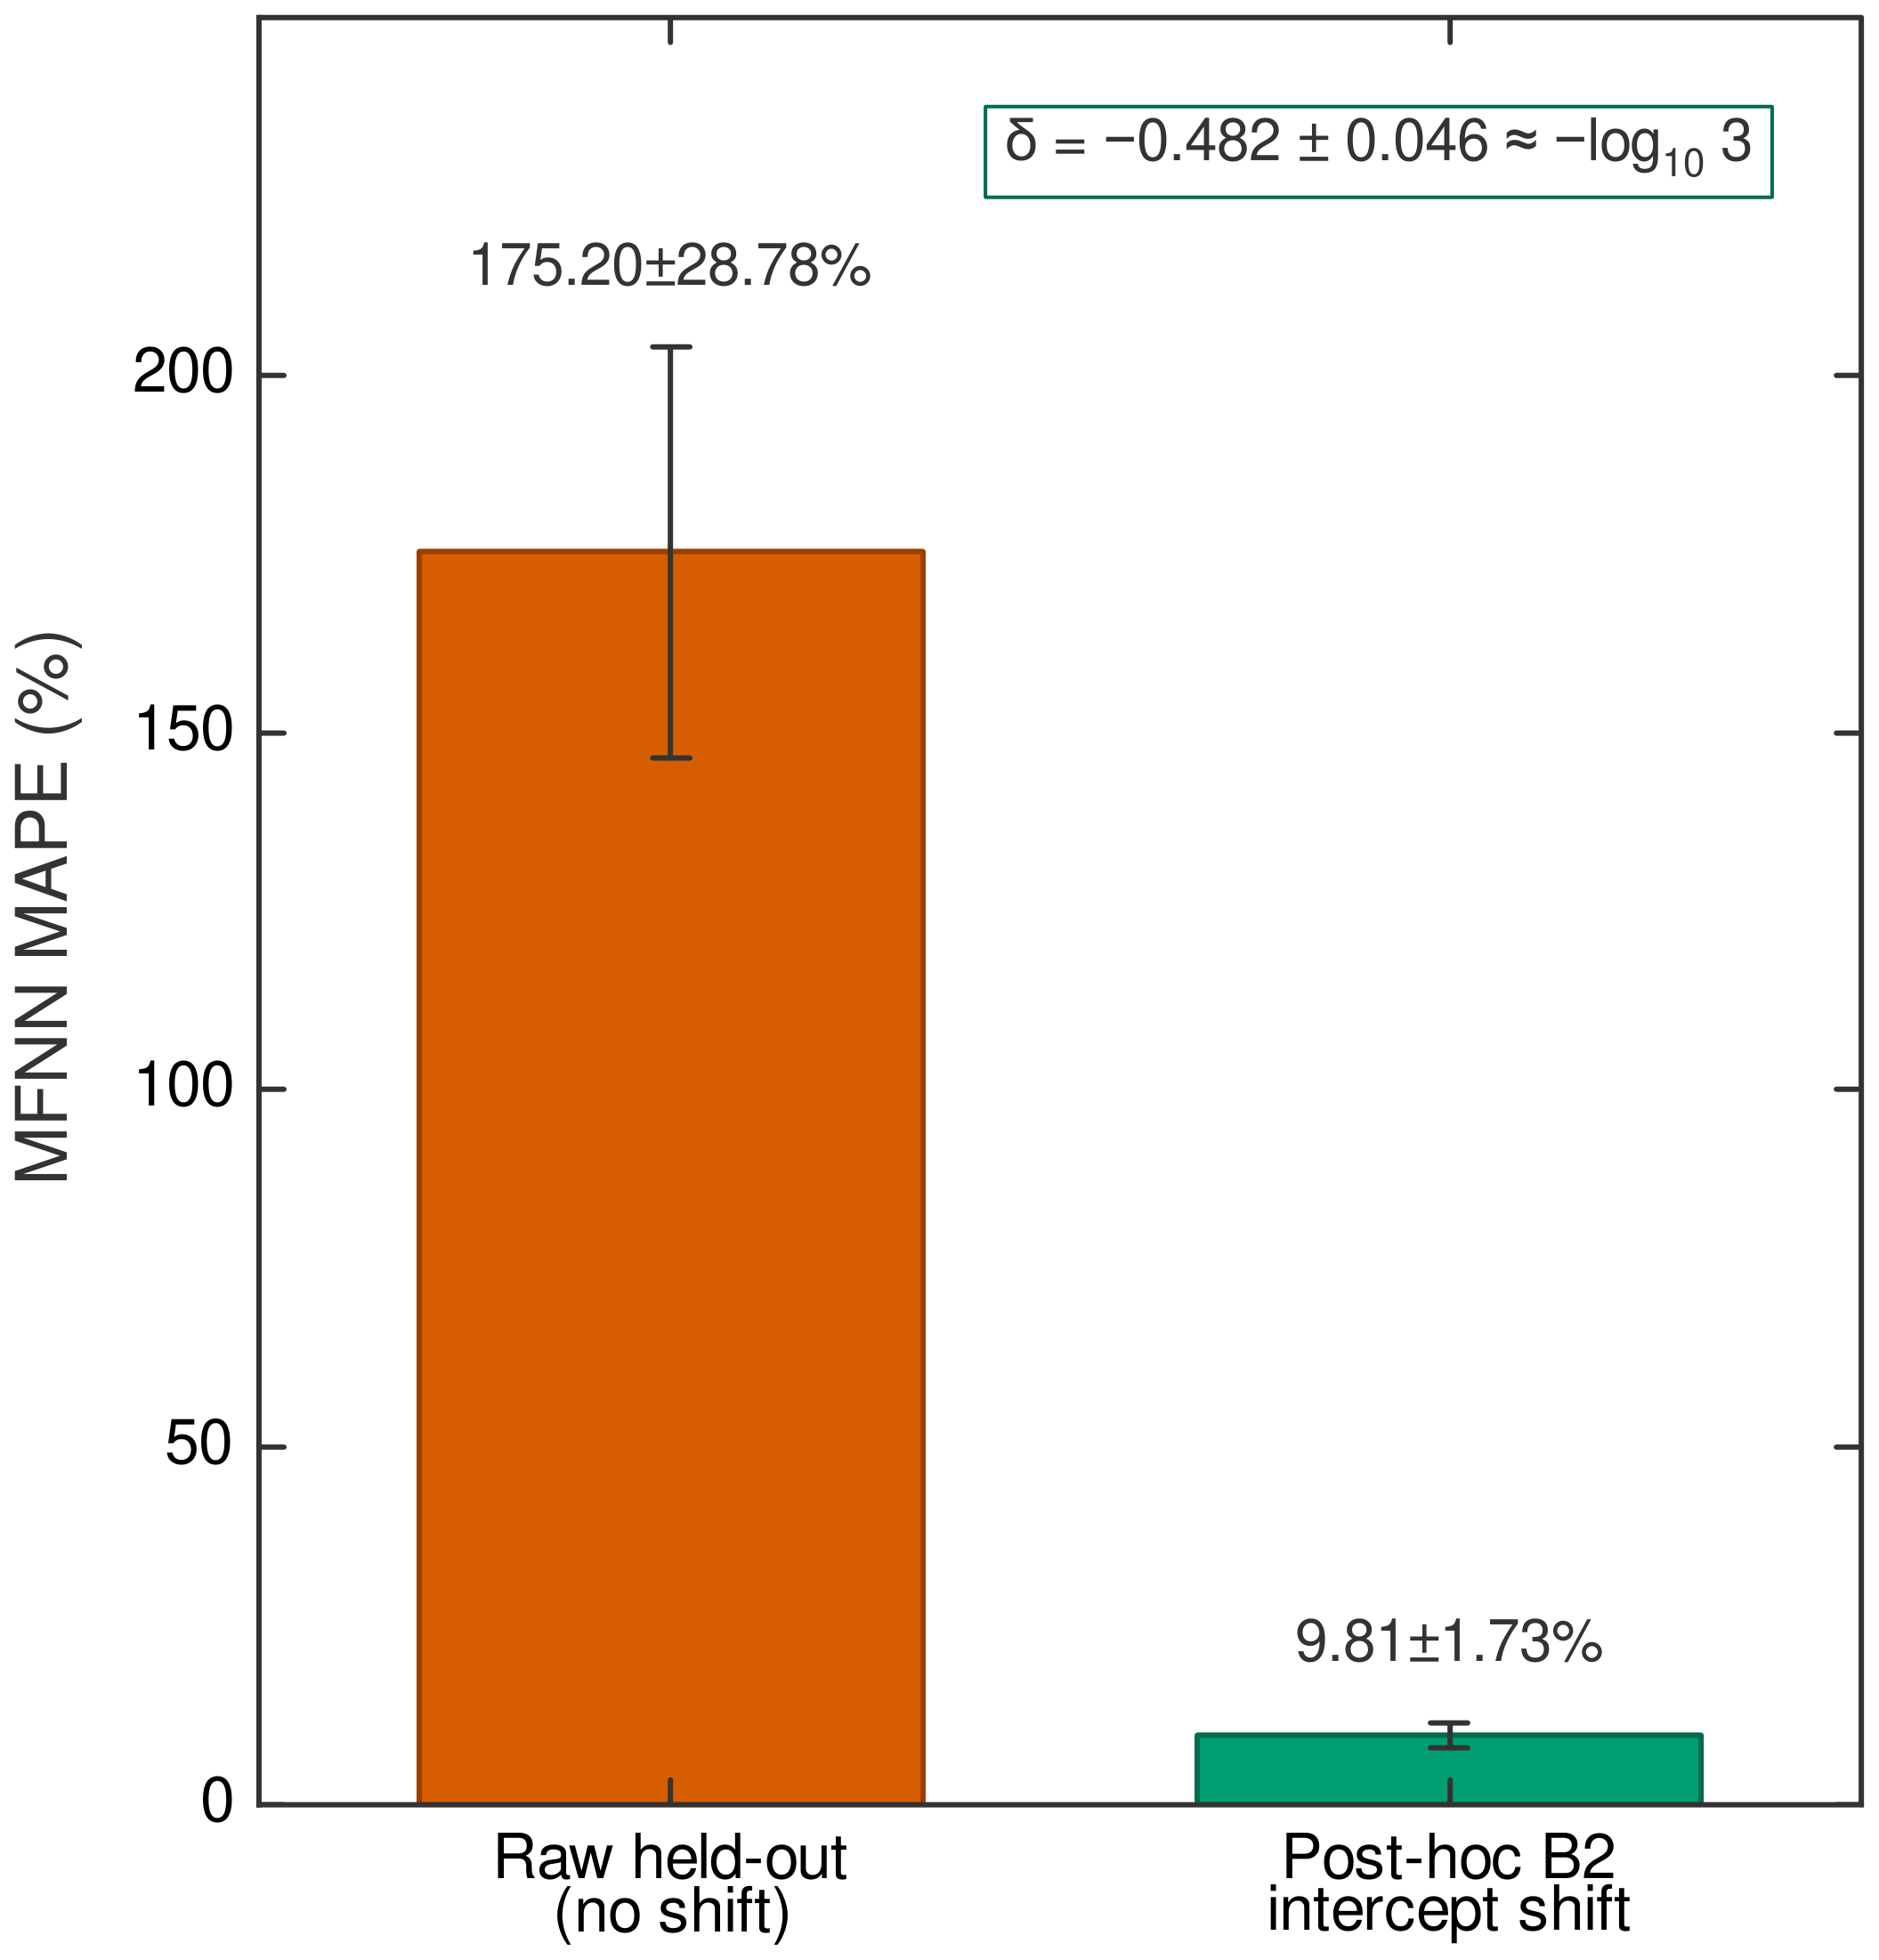 δ = −0.482 ± 0.046 ≈ −log₁₀ 3
175.20±28.78%
200
150
100
50
0
MFNN MAPE (%)
9.81±1.73%
Raw held-out
(no shift)
Post-hoc B2
intercept shift